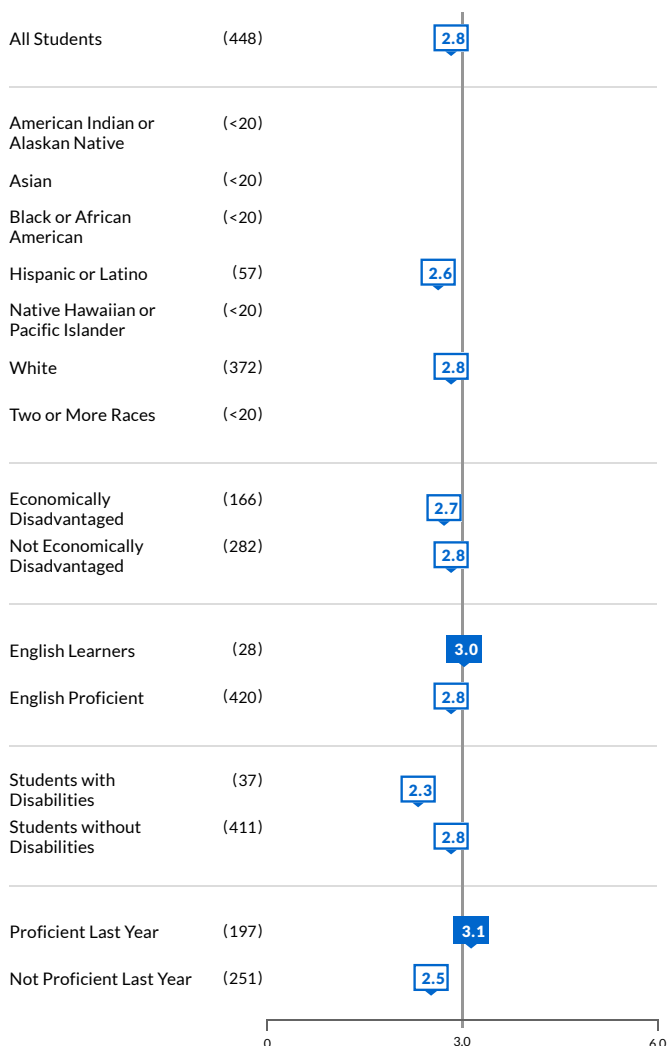 All Students (448) 2.8
American Indian or (<20)
Alaskan Native
Asian (<20)
Black or African (<20)
American
Hispanic or Latino (57) 2.6
Native Hawaiian or (<20)
Pacific Islander
White (372) 2.8
Two or More Races (<20)
Economically (166) 2.7
Disadvantaged
Not Economically (282) 2.8
Disadvantaged
English Learners (28) 3.0
English Proficient (420) 2.8
Students with (37) 2.3
Disabilities
Students without (411) 2.8
Disabilities
Proficient Last Year (197) 3.1
Not Proficient Last Year (251) 2.5
0 3.0 6.0